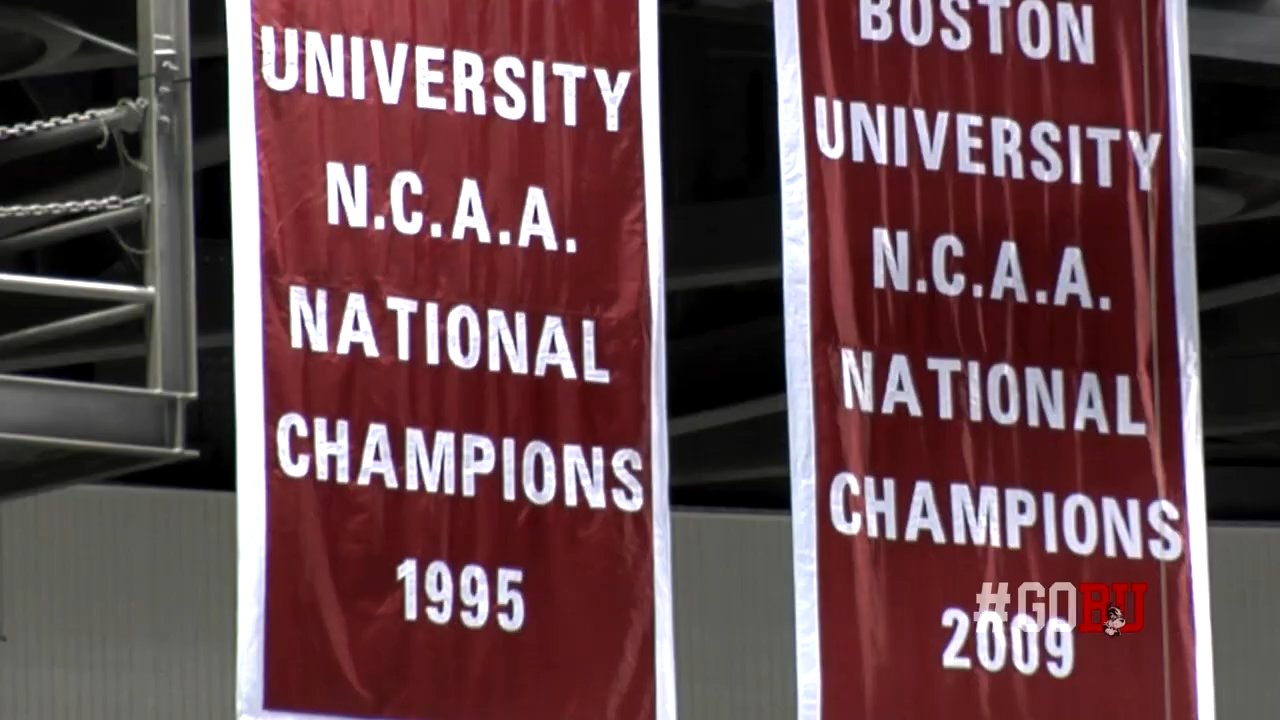 UNIVERSITY
N.C.A.A.
NATIONAL
CHAMPIONS
1995
BOSTON
UNIVERSITY
N.C.A.A.
NATIONAL
CHAMPIONS
2009
#GOBU